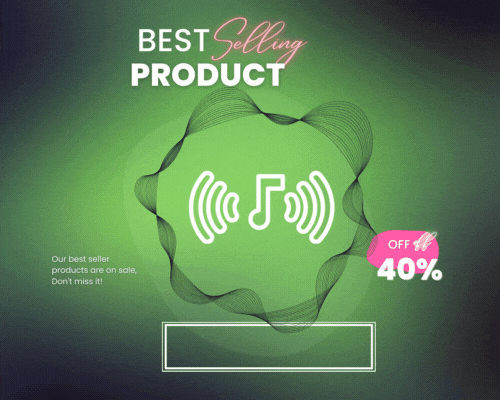 BEST Selling
PRODUCT
Our best seller
products are on sale,
Don't miss it!
OFF
40%